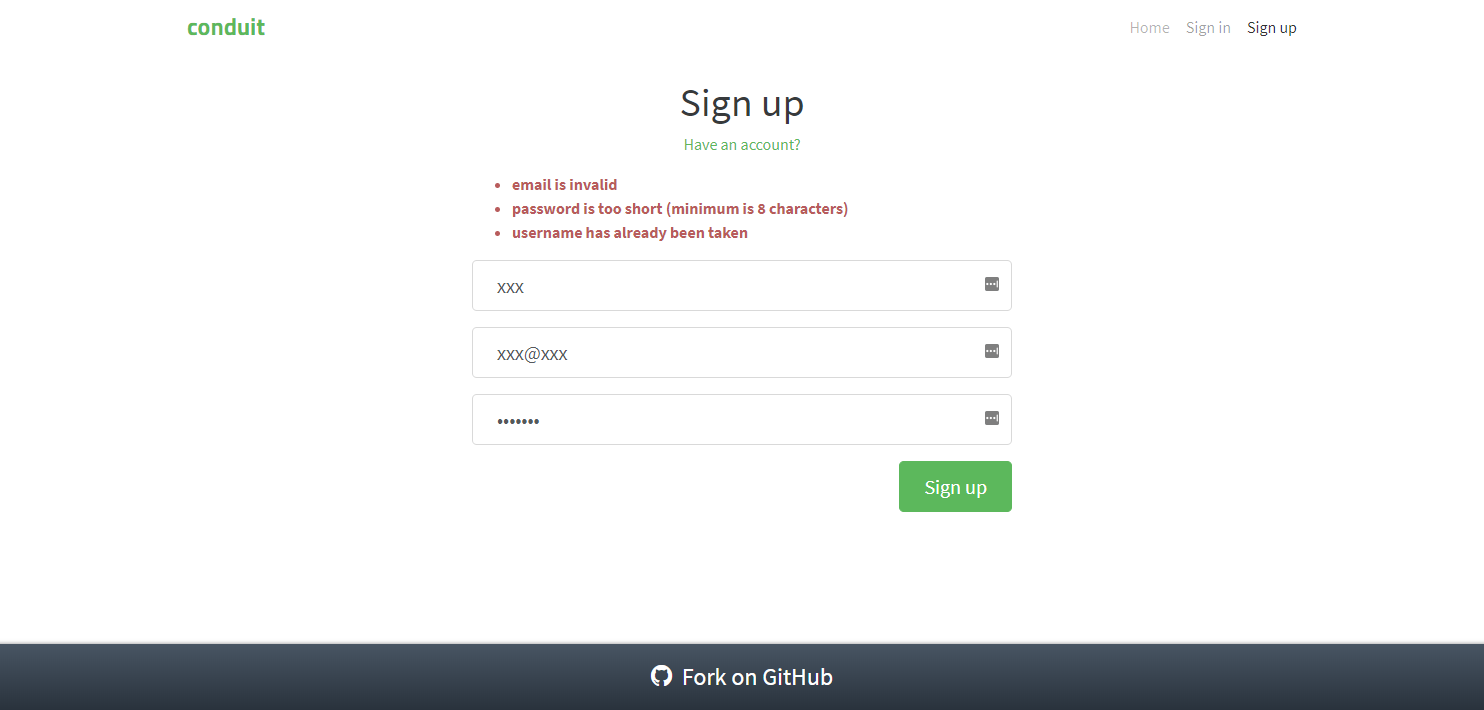 conduit
Home Sign in Sign up
Sign up
Have an account?
• email is invalid
• password is too short (minimum is 8 characters)
• username has already been taken
xxx
xxx@xxx
•••••••
Sign up
Fork on GitHub